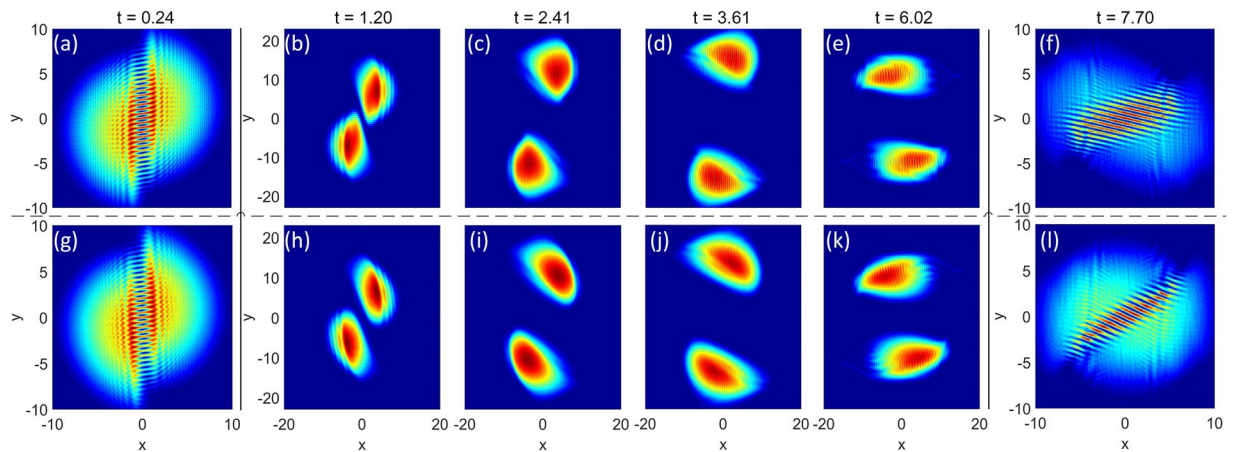 t = 0.24 t = 1.20 t = 2.41 t = 3.61 t = 6.02 t = 7.70
(a) (b) (c) (d) (e) (f)
10 5 0 -5 -10 y
20 10 0 -10 -20 y
10 5 0 -5 -10 y
(g) (h) (i) (j) (k) (l)
10 5 0 -5 -10 y
20 10 0 -10 -20 y
10 5 0 -5 -10 y
-10 0 10 -20 0 20 -20 0 20 -20 0 20 -20 0 20 -10 -5 0 5 10
x x x x x x